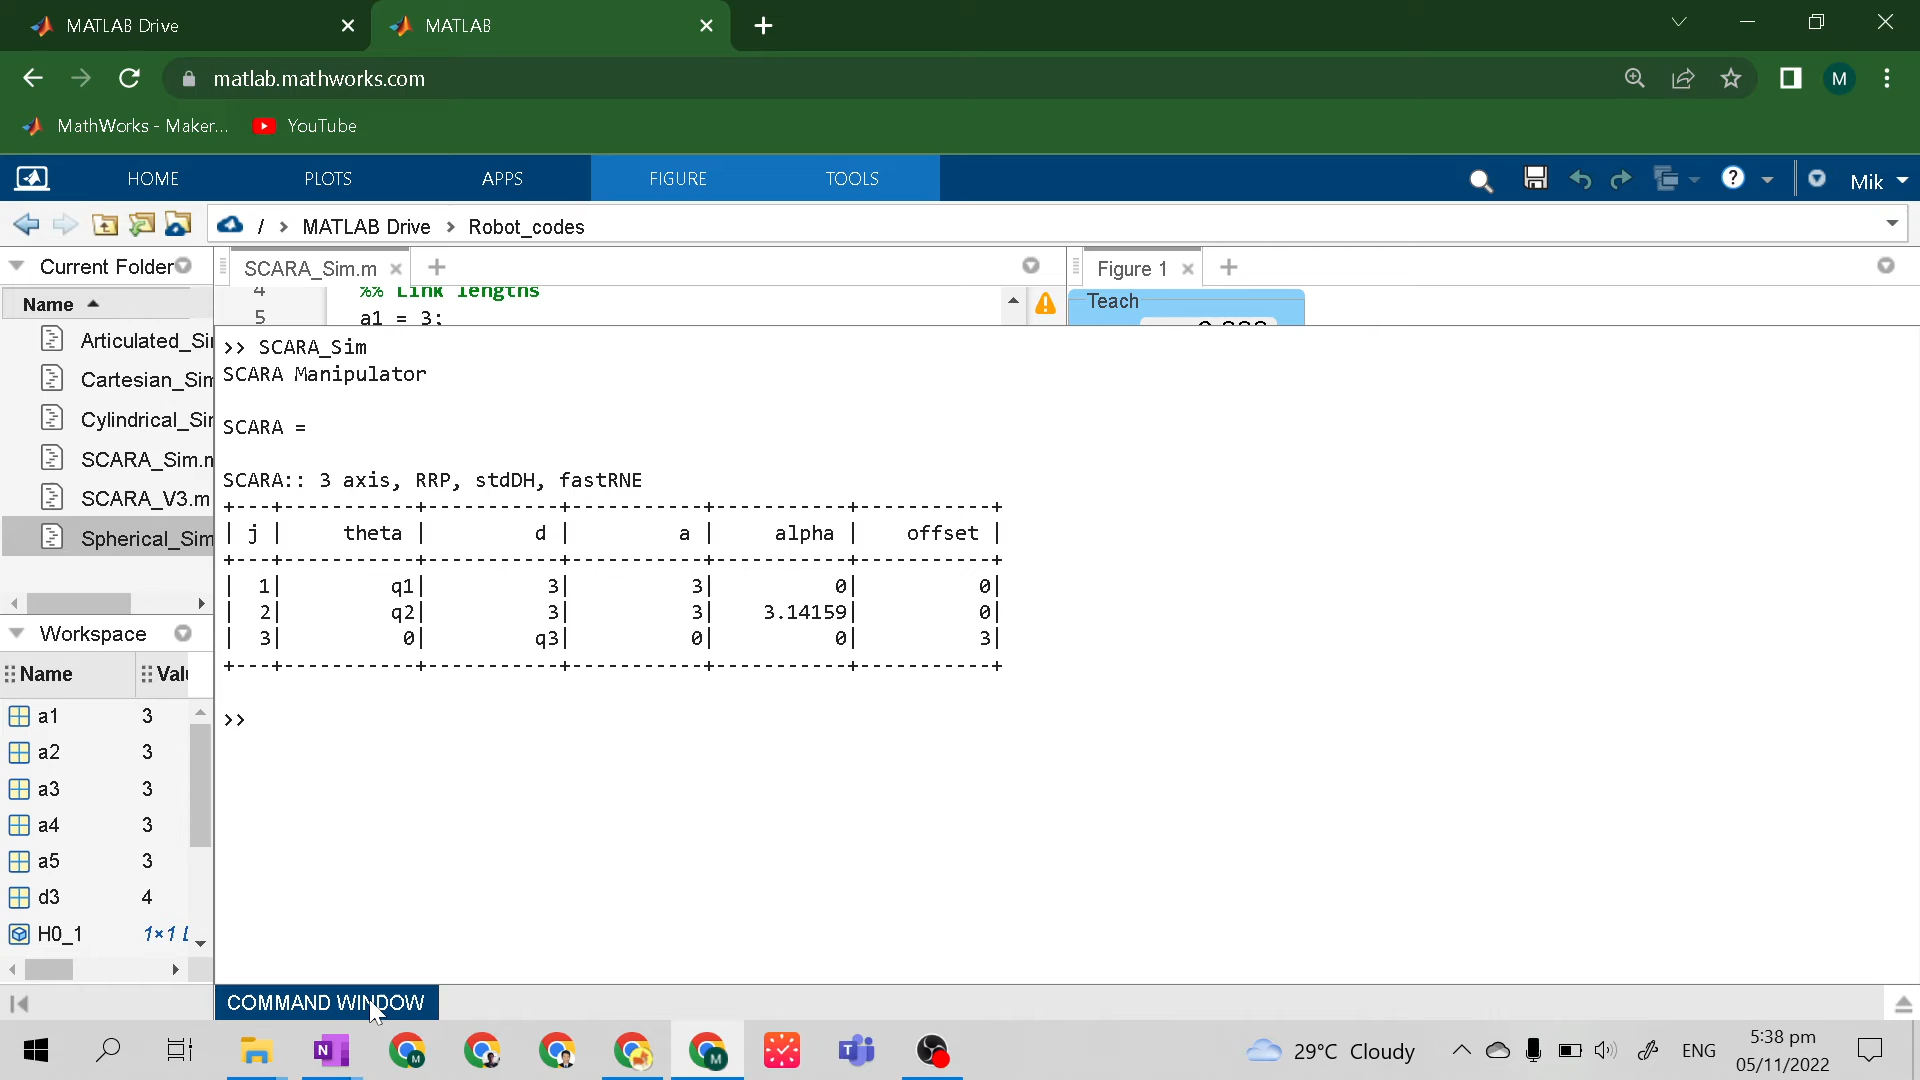 MATLAB Drive
MATLAB
matlab.mathworks.com
M
MathWorks - Maker...
YouTube
HOME
PLOTS
APPS
FIGURE
TOOLS
Mik
/ > MATLAB Drive > Robot_codes
Current Folder
SCARA_Sim.m
Figure 1
Name
4 %% Link lengths
5 a1 = 3;
Teach
Articulated_Si
Cartesian_Sim
Cylindrical_Si
SCARA_Sim.m
SCARA_V3.m
Spherical_Sim
>> SCARA_Sim
SCARA Manipulator
SCARA =
SCARA:: 3 axis, RRP, stdDH, fastRNE
+---+-----------+-----------+-----------+-----------+-----------+
| j |     theta |         d |         a |     alpha |    offset |
+---+-----------+-----------+-----------+-----------+-----------+
|  1|         q1|          3|          3|          0|          0|
|  2|         q2|          3|          3|    3.14159|          0|
|  3|          0|         q3|          0|          0|          3|
+---+-----------+-----------+-----------+-----------+-----------+
>>
Workspace
Name Valu
a1 3
a2 3
a3 3
a4 3
a5 3
d3 4
H0_1 1×1
COMMAND WINDOW
29°C Cloudy
ENG
5:38 pm
05/11/2022